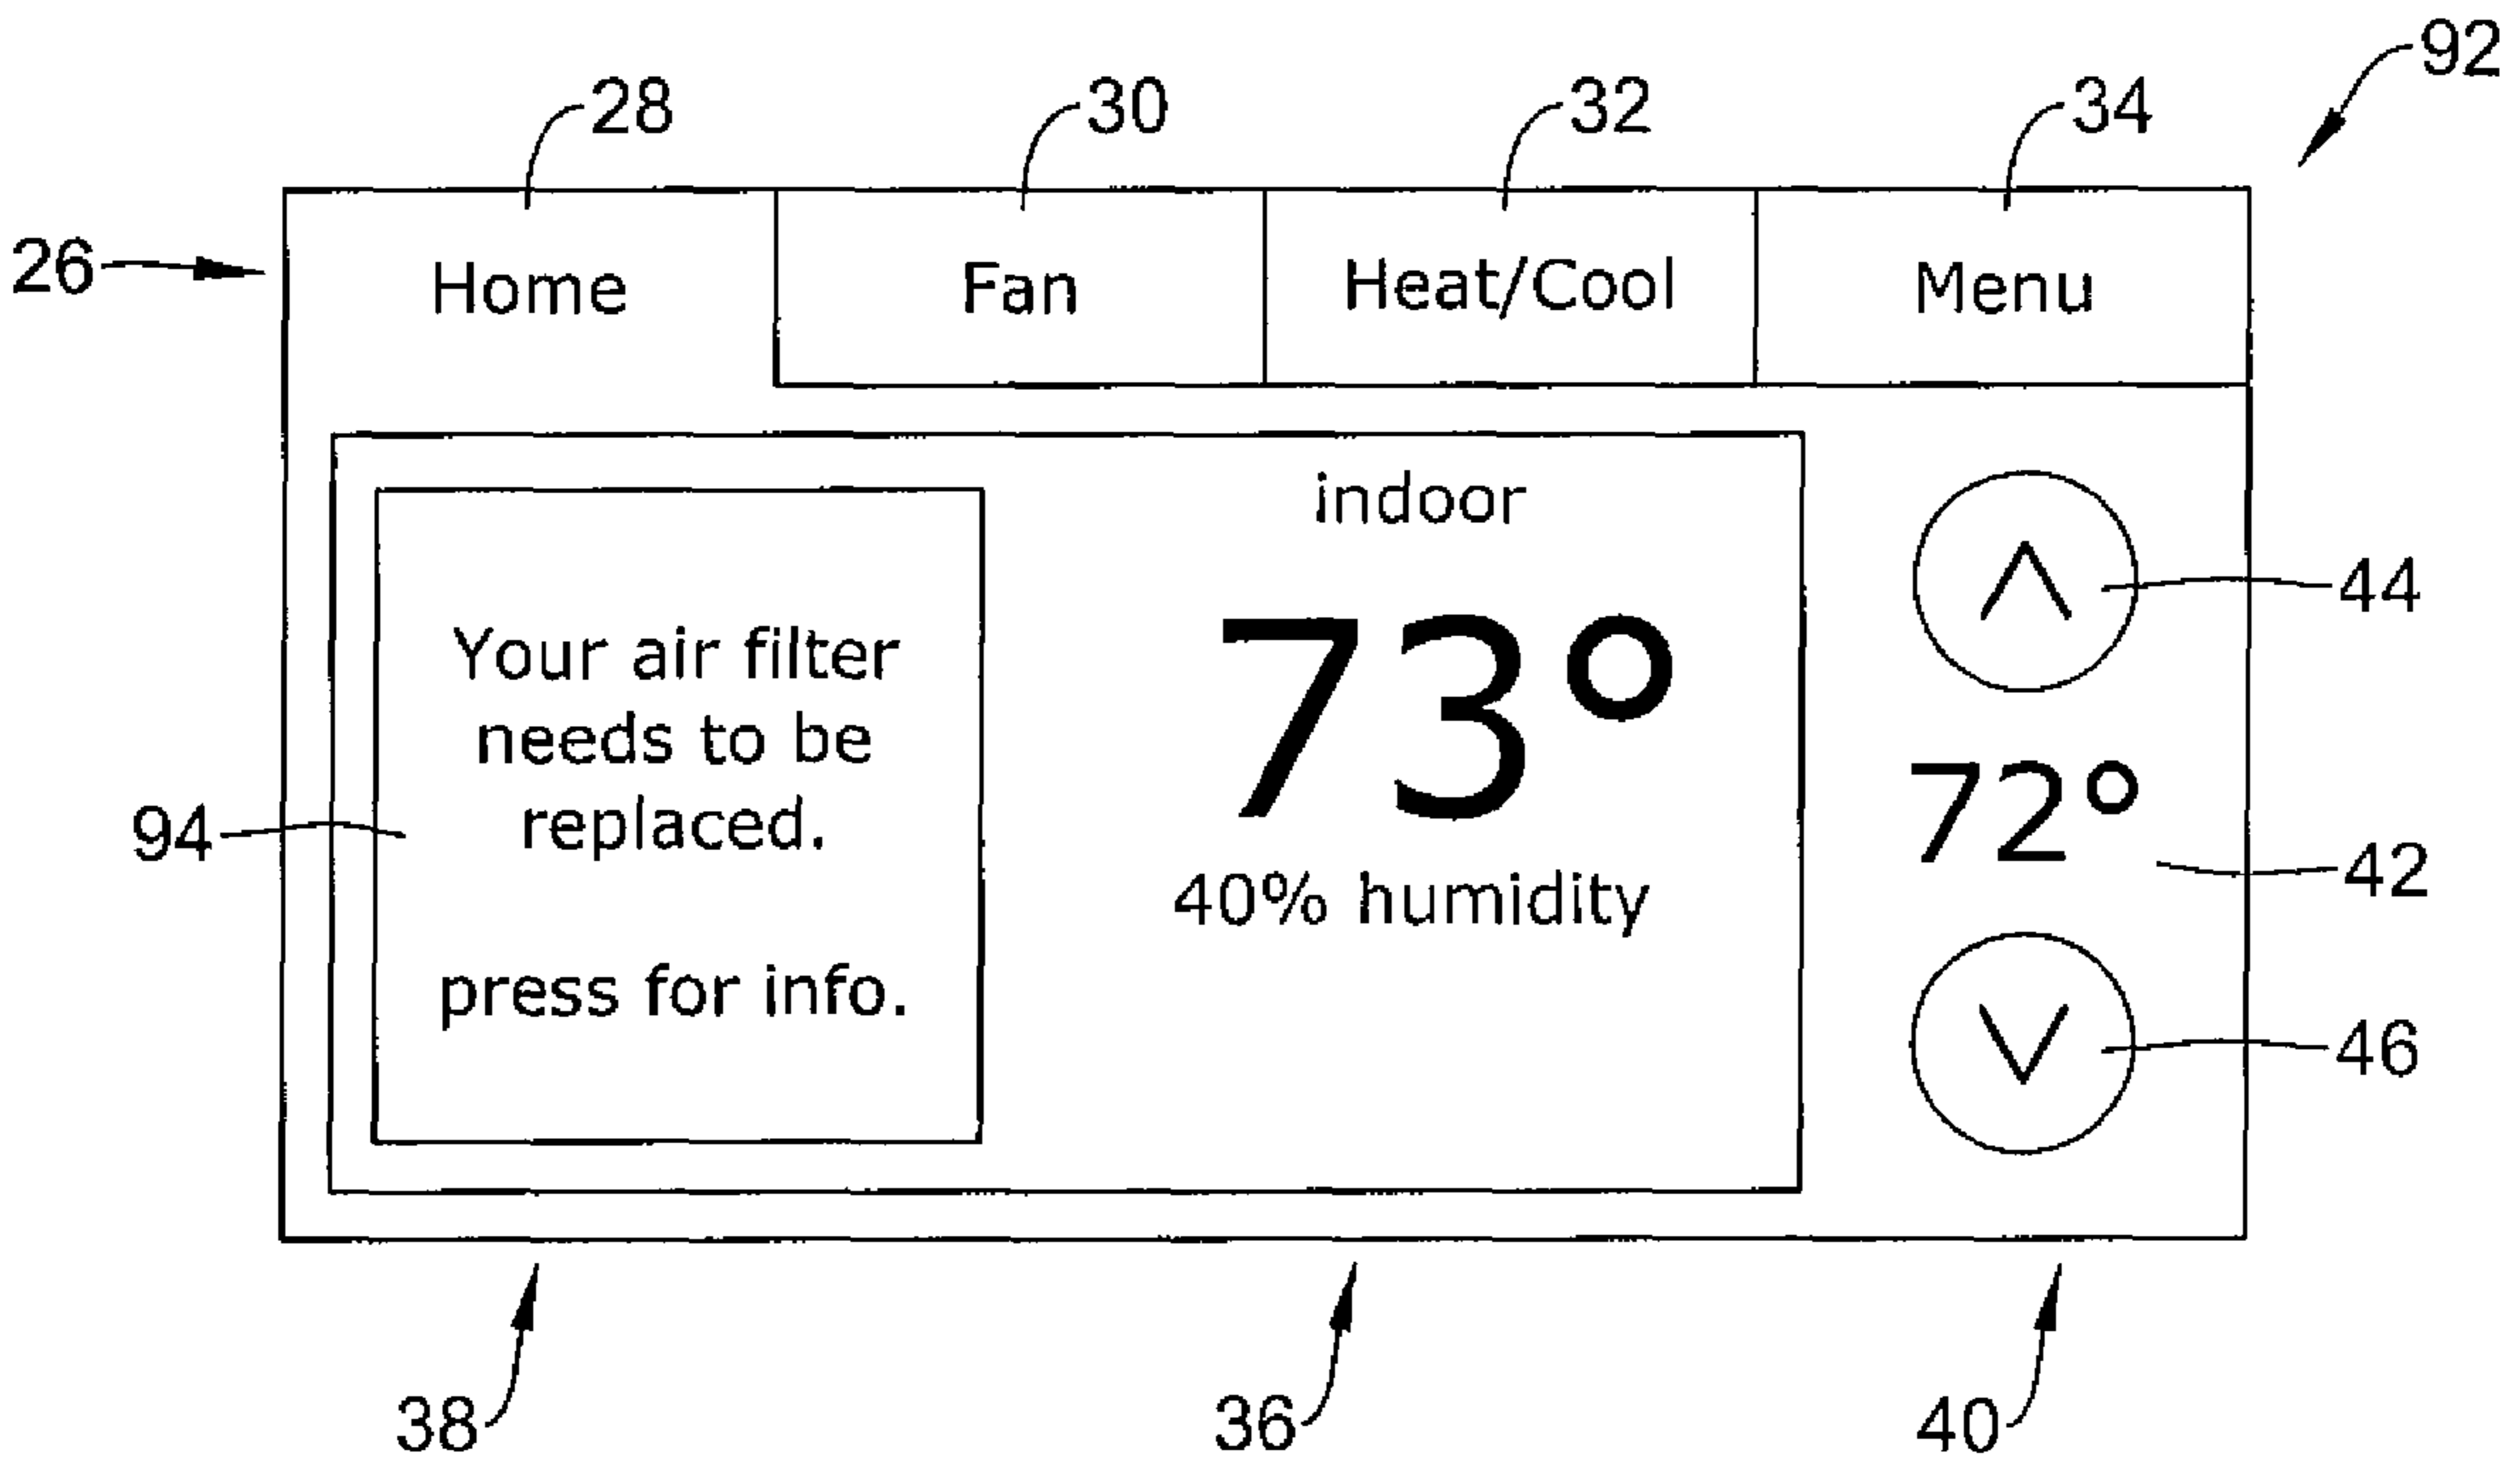 92
28 30 32 34
26
Home Fan Heat/Cool Menu
indoor
Your air filter
needs to be
replaced.
press for info.
94
73°
40% humidity
44
72°
42
46
38 36 40